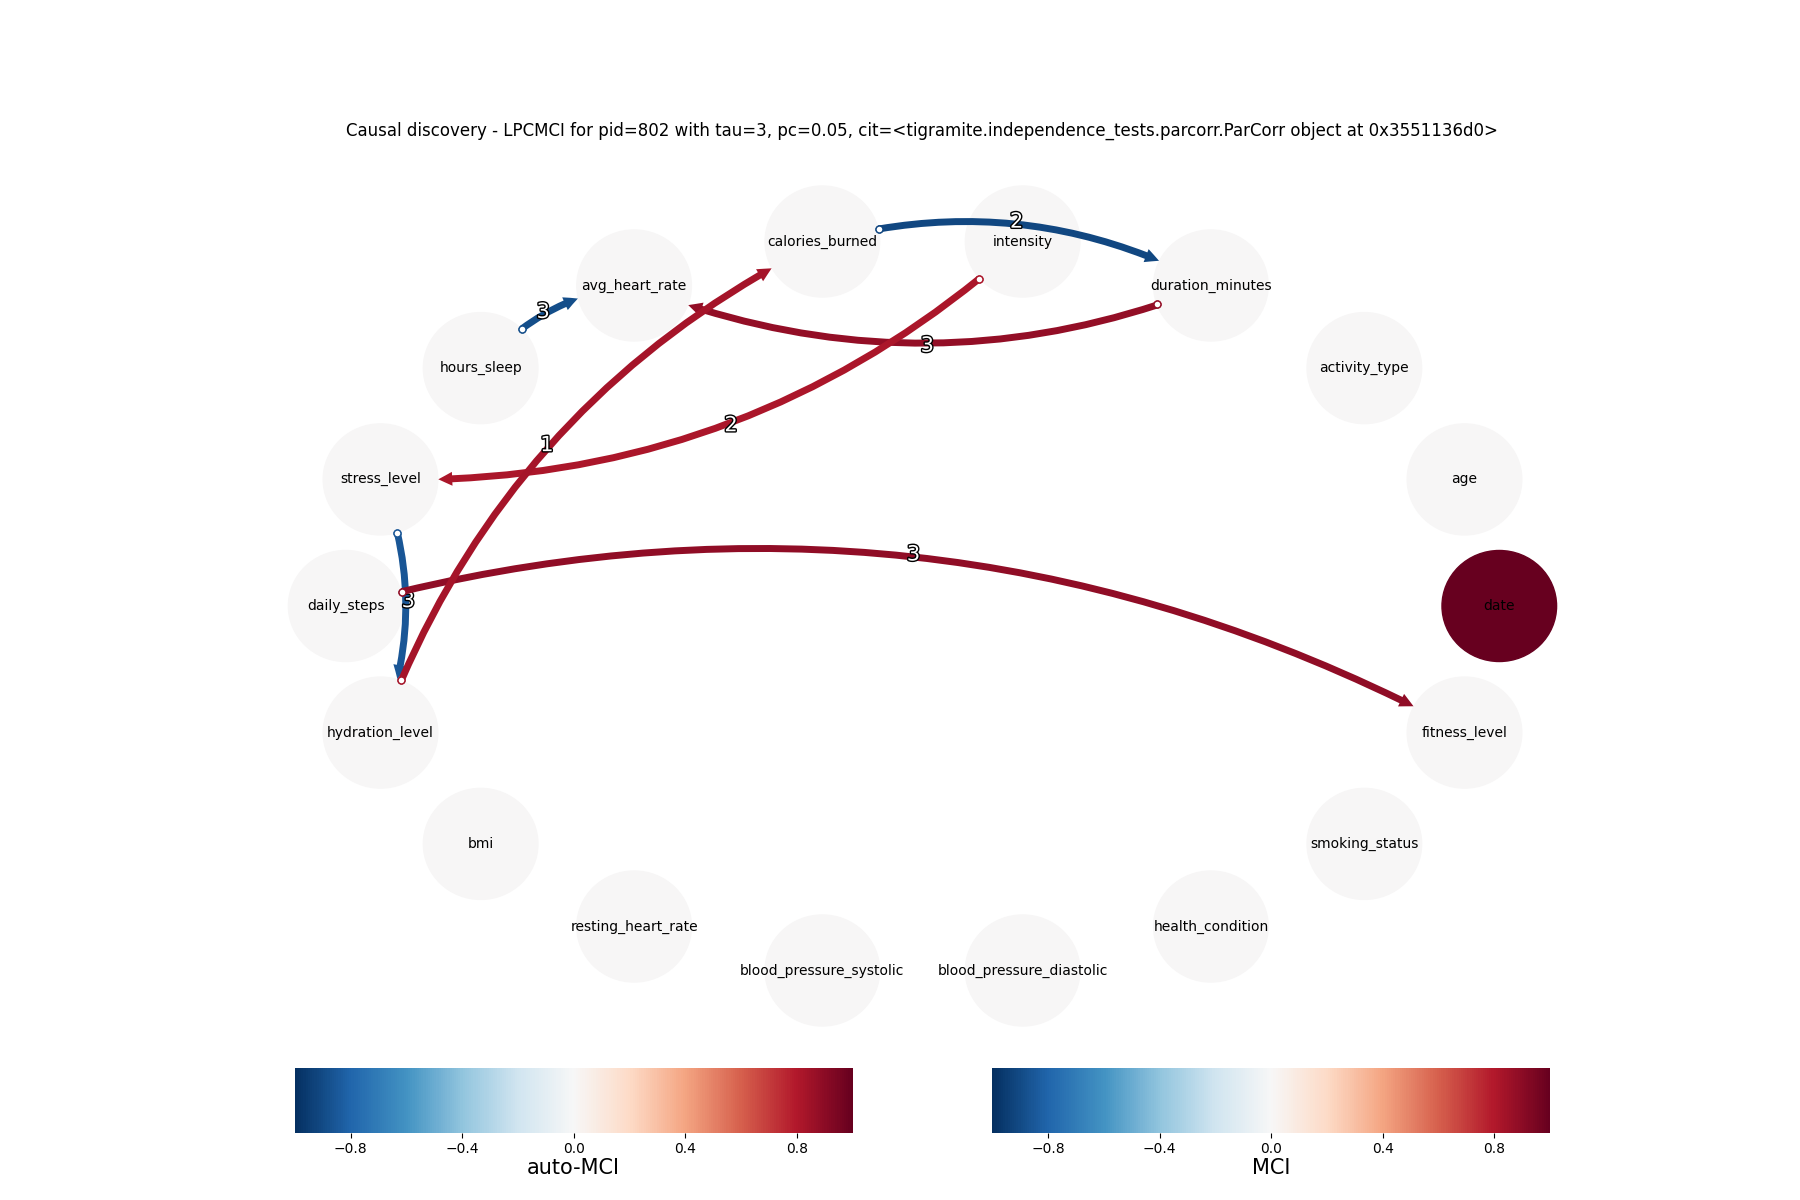 Causal discovery - LPCMCI for pid=802 with tau=3, pc=0.05, cit=<tigramite.independence_tests.parcorr.ParCorr object at 0x3551136d0>
2
calories_burned
intensity
avg_heart_rate
duration_minutes
3
3
hours_sleep
activity_type
2
1
stress_level
age
3
3
daily_steps
date
hydration_level
fitness_level
bmi
smoking_status
resting_heart_rate
health_condition
blood_pressure_systolic
blood_pressure_diastolic
−0.8 −0.4 0.0 0.4 0.8
auto-MCI
−0.8 −0.4 0.0 0.4 0.8
MCI